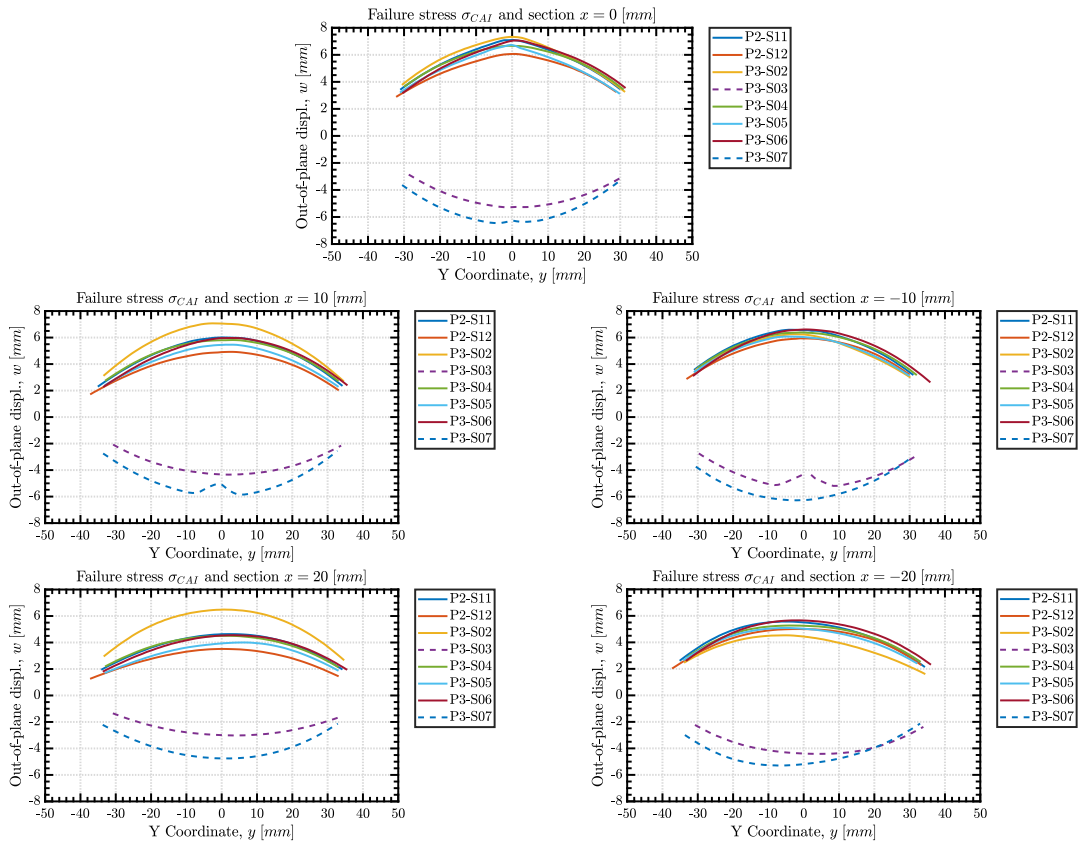 Failure stress σ_CAI and section x = 0 [mm]
Out-of-plane displ., w [mm]
8
6
4
2
0
-2
-4
-6
-8
-50 -40 -30 -20 -10 0 10 20 30 40 50
Y Coordinate, y [mm]
P2-S11
P2-S12
P3-S02
P3-S03
P3-S04
P3-S05
P3-S06
P3-S07
Failure stress σ_CAI and section x = 10 [mm]
Out-of-plane displ., w [mm]
8
6
4
2
0
-2
-4
-6
-8
-50 -40 -30 -20 -10 0 10 20 30 40 50
Y Coordinate, y [mm]
P2-S11
P2-S12
P3-S02
P3-S03
P3-S04
P3-S05
P3-S06
P3-S07
Failure stress σ_CAI and section x = −10 [mm]
Out-of-plane displ., w [mm]
8
6
4
2
0
-2
-4
-6
-8
-50 -40 -30 -20 -10 0 10 20 30 40 50
Y Coordinate, y [mm]
P2-S11
P2-S12
P3-S02
P3-S03
P3-S04
P3-S05
P3-S06
P3-S07
Failure stress σ_CAI and section x = 20 [mm]
Out-of-plane displ., w [mm]
8
6
4
2
0
-2
-4
-6
-8
-50 -40 -30 -20 -10 0 10 20 30 40 50
Y Coordinate, y [mm]
P2-S11
P2-S12
P3-S02
P3-S03
P3-S04
P3-S05
P3-S06
P3-S07
Failure stress σ_CAI and section x = −20 [mm]
Out-of-plane displ., w [mm]
8
6
4
2
0
-2
-4
-6
-8
-50 -40 -30 -20 -10 0 10 20 30 40 50
Y Coordinate, y [mm]
P2-S11
P2-S12
P3-S02
P3-S03
P3-S04
P3-S05
P3-S06
P3-S07